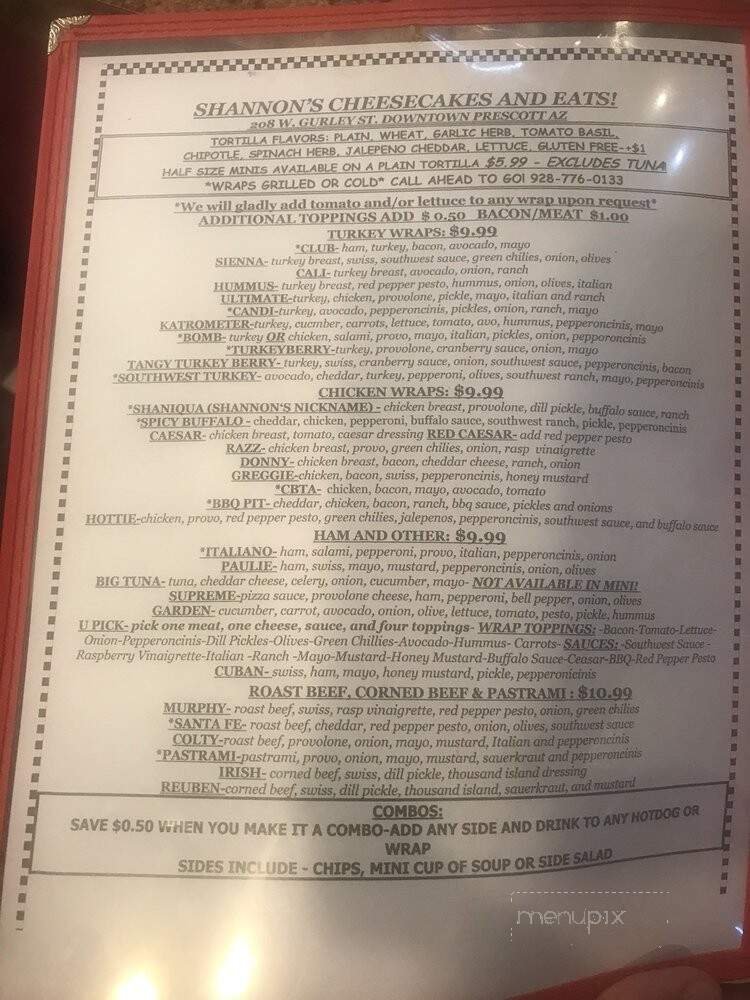 SHANNON'S CHEESECAKES AND EATS!
208 W. GURLEY ST. DOWNTOWN PRESCOTT AZ
TORTILLA FLAVORS: PLAIN, WHEAT, GARLIC HERB, TOMATO BASIL,
CHIPOTLE, SPINACH HERB, JALEPENO CHEDDAR, LETTUCE, GLUTEN FREE-+$1
HALF SIZE MINIS AVAILABLE ON A PLAIN TORTILLA $5.99 - EXCLUDES TUNA
*WRAPS GRILLED OR COLD* CALL AHEAD TO GO! 928-776-0133
*We will gladly add tomato and/or lettuce to any wrap upon request*
ADDITIONAL TOPPINGS ADD $ 0.50 BACON/MEAT $1.00
TURKEY WRAPS: $9.99
*CLUB- ham, turkey, bacon, avocado, mayo
SIENNA- turkey breast, swiss, southwest sauce, green chilies, onion, olives
CALI- turkey breast, avocado, onion, ranch
HUMMUS- turkey breast, red pepper pesto, hummus, onion, olives, italian
ULTIMATE-turkey, chicken, provolone, pickle, mayo, italian and ranch
*CANDI-turkey, avocado, pepperoncinis, pickles, onion, ranch, mayo
KATROMETER-turkey, cucmber, carrots, lettuce, tomato, avo, hummus, pepperoncinis, mayo
*BOMB- turkey OR chicken, salami, provo, mayo, italian, pickles, onion, pepporoncinis
*TURKEYBERRY-turkey, provolone, cranberry sauce, onion, mayo
TANGY TURKEY BERRY- turkey, swiss, cranberry sauce, onion, southwest sauce, pepperoncinis, bacon
*SOUTHWEST TURKEY- avocado, cheddar, turkey, pepperoni, olives, southwest ranch, mayo, pepperoncinis
CHICKEN WRAPS: $9.99
*SHANIQUA (SHANNON'S NICKNAME) - chicken breast, provolone, dill pickle, buffalo sauce, ranch
*SPICY BUFFALO - cheddar, chicken, pepperoni, buffalo sauce, southwest ranch, pickle, pepperoncinis
CAESAR- chicken breast, tomato, caesar dressing RED CAESAR- add red pepper pesto
RAZZ- chicken breast, provo, green chilies, onion, rasp vinaigrette
DONNY- chicken breast, bacon, cheddar cheese, ranch, onion
GREGGIE-chicken, bacon, swiss, pepperoncinis, honey mustard
*CBTA- chicken, bacon, mayo, avocado, tomato
*BBQ PIT- cheddar, chicken, bacon, ranch, bbq sauce, pickles and onions
HOTTIE-chicken, provo, red pepper pesto, green chilies, jalepenos, pepperoncinis, southwest sauce, and buffalo sauce
HAM AND OTHER: $9.99
*ITALIANO- ham, salami, pepperoni, provo, italian, pepperoncinis, onion
PAULIE- ham, swiss, mayo, mustard, pepperoncinis, onion, olives
BIG TUNA- tuna, cheddar cheese, celery, onion, cucumber, mayo- NOT AVAILABLE IN MINI!
SUPREME-pizza sauce, provolone cheese, ham, pepperoni, bell pepper, onion, olives
GARDEN- cucumber, carrot, avocado, onion, olive, lettuce, tomato, pesto, pickle, hummus
U PICK- pick one meat, one cheese, sauce, and four toppings- WRAP TOPPINGS: -Bacon-Tomato-Lettuce-
Onion-Pepperoncinis-Dill Pickles-Olives-Green Chillies-Avocado-Hummus- Carrots- SAUCES: -Southwest Sauce -
Raspberry Vinaigrette-Italian -Ranch -Mayo-Mustard-Honey Mustard-Buffalo Sauce-Ceasar-BBQ-Red Pepper Pesto
CUBAN- swiss, ham, mayo, honey mustard, pickle, pepperonicinis
ROAST BEEF, CORNED BEEF & PASTRAMI : $10.99
MURPHY- roast beef, swiss, rasp vinaigrette, red pepper pesto, onion, green chilies
*SANTA FE- roast beef, cheddar, red pepper pesto, onion, olives, southwest sauce
COLTY-roast beef, provolone, onion, mayo, mustard, Italian and pepperoncinis
*PASTRAMI-pastrami, provo, onion, mayo, mustard, sauerkraut and pepperoncinis
IRISH- corned beef, swiss, dill pickle, thousand island dressing
REUBEN-corned beef, swiss, dill pickle, thousand island, sauerkraut, and mustard
COMBOS:
SAVE $0.50 WHEN YOU MAKE IT A COMBO-ADD ANY SIDE AND DRINK TO ANY HOTDOG OR
WRAP
SIDES INCLUDE - CHIPS, MINI CUP OF SOUP OR SIDE SALAD
menupix